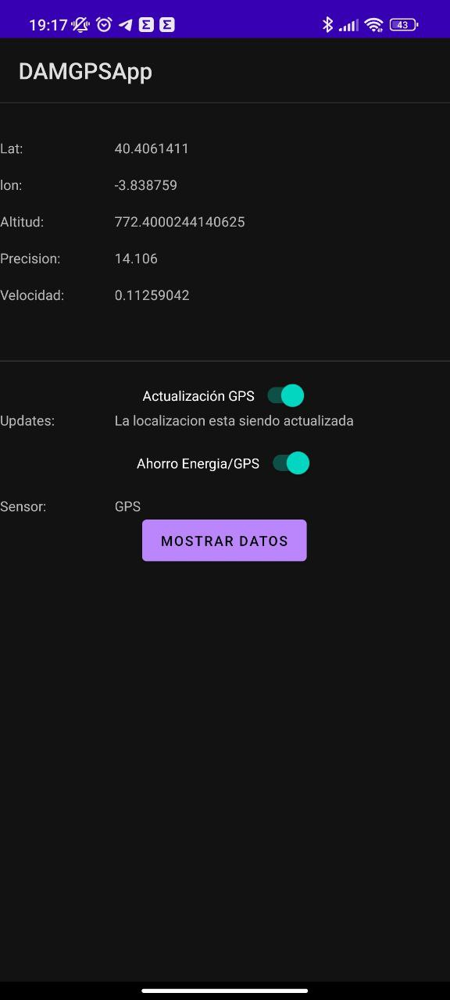 19:17 43
DAMGPSApp
Lat: 40.4061411
lon: -3.838759
Altitud: 772.4000244140625
Precision: 14.106
Velocidad: 0.11259042
Actualización GPS
Updates: La localizacion esta siendo actualizada
Ahorro Energia/GPS
Sensor: GPS
MOSTRAR DATOS